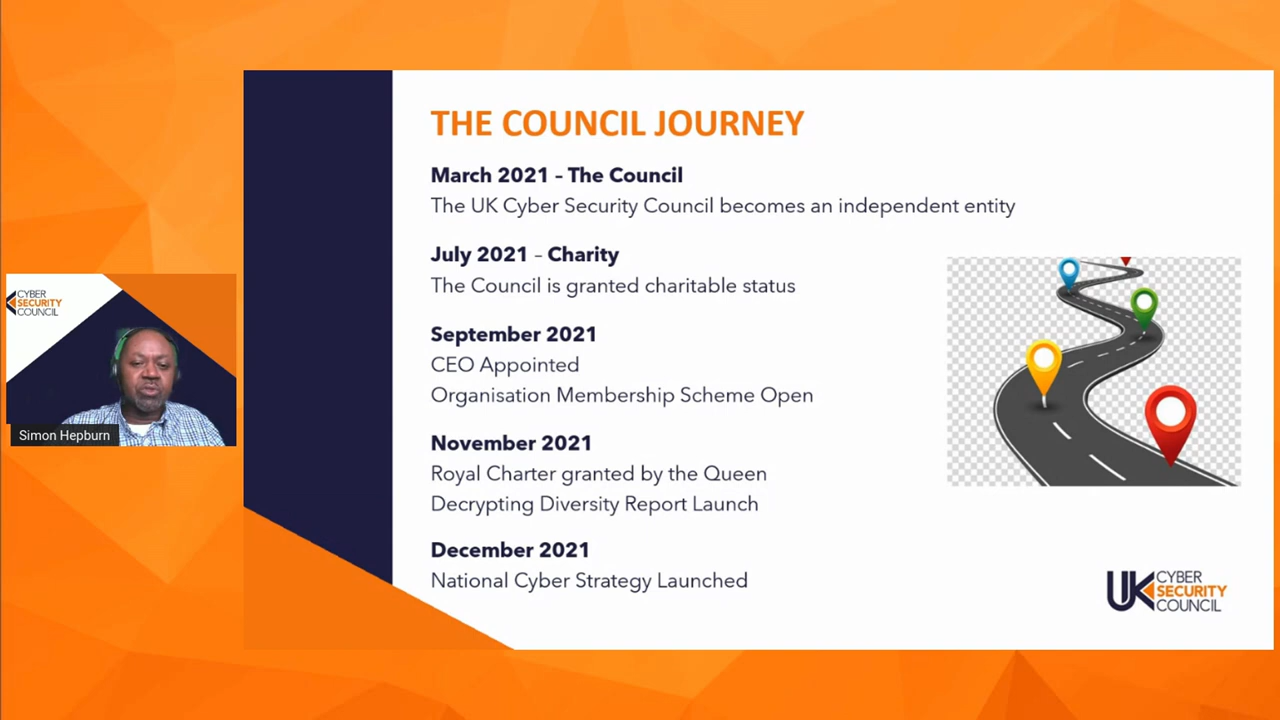 THE COUNCIL JOURNEY
March 2021 – The Council
The UK Cyber Security Council becomes an independent entity
July 2021 – Charity
The Council is granted charitable status
September 2021
CEO Appointed
Organisation Membership Scheme Open
November 2021
Royal Charter granted by the Queen
Decrypting Diversity Report Launch
December 2021
National Cyber Strategy Launched
CYBER
SECURITY
COUNCIL
Simon Hepburn
UK CYBER
SECURITY
COUNCIL